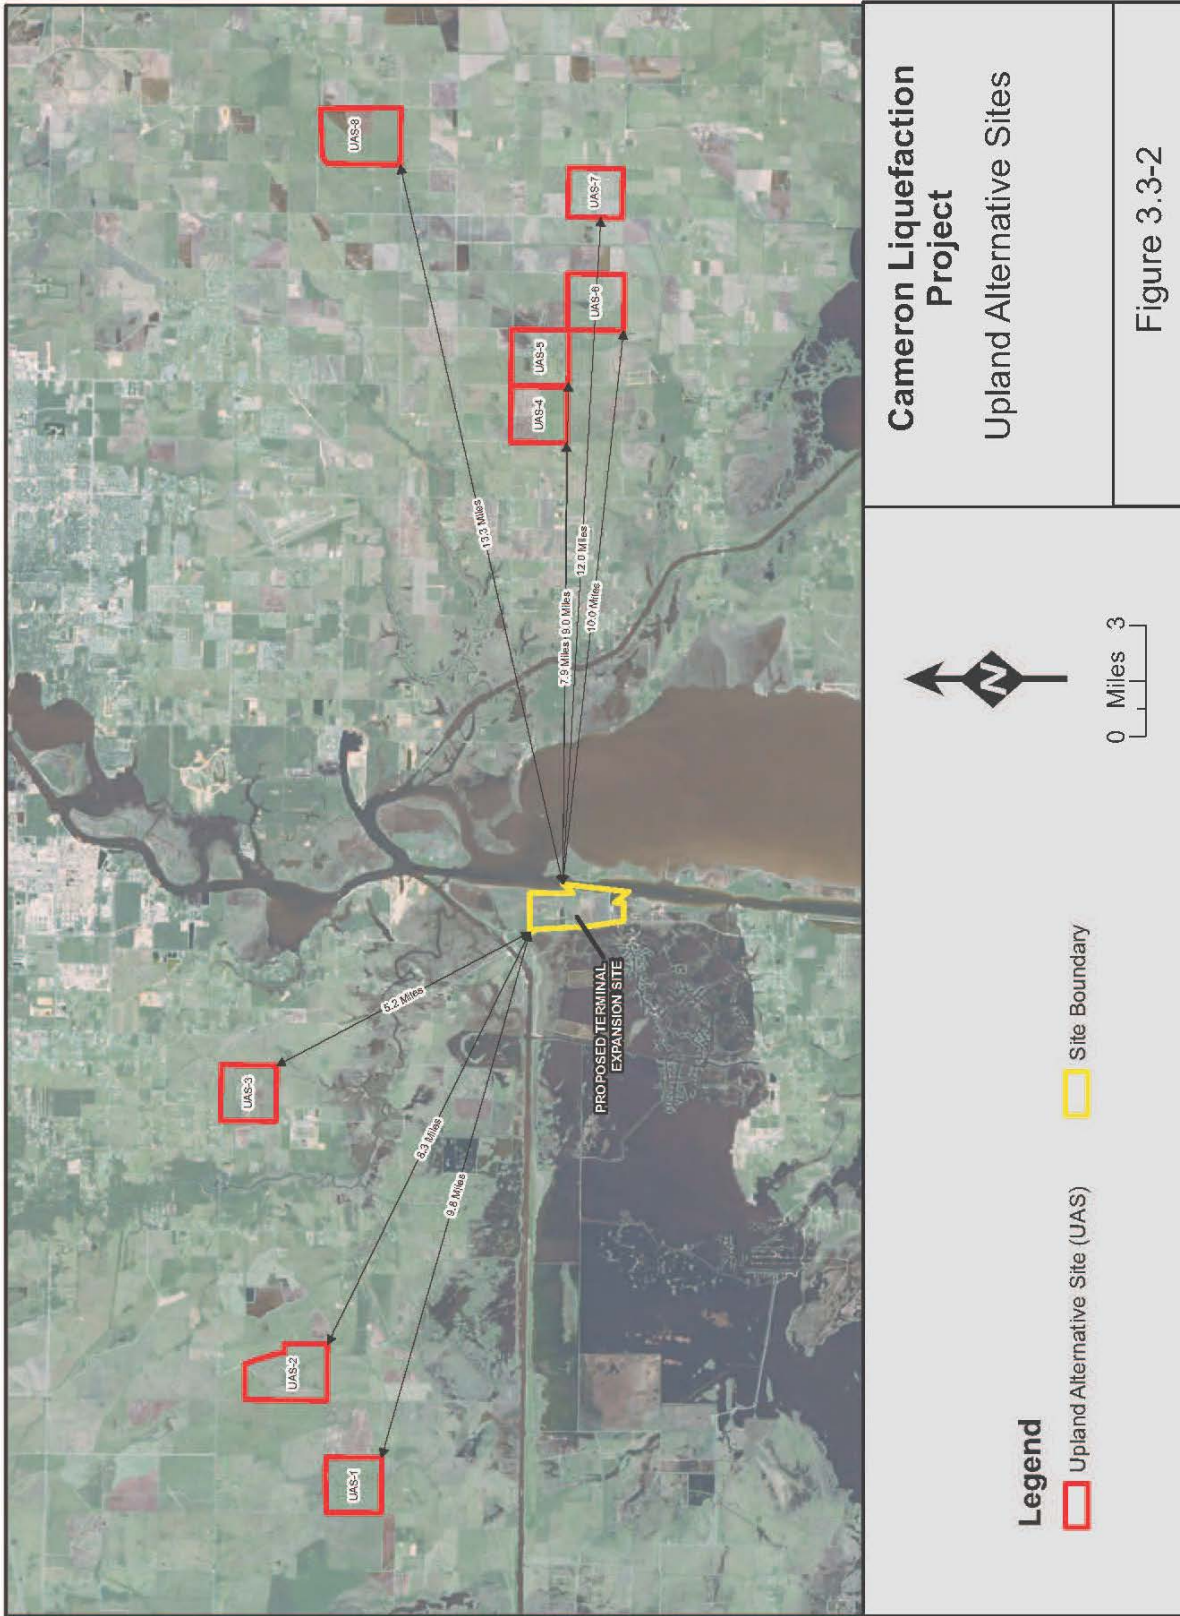 UAS-1
UAS-2
UAS-3
UAS-4
UAS-5
UAS-6
UAS-7
UAS-8
5.2 Miles
8.3 Miles
9.8 Miles
13.3 Miles
7.9 Miles
9.0 Miles
12.0 Miles
10.0 Miles
PROPOSED TERMINAL
EXPANSION SITE
Legend
Upland Alternative Site (UAS)
Site Boundary
N
0 Miles 3
Cameron Liquefaction
Project
Upland Alternative Sites
Figure 3.3-2